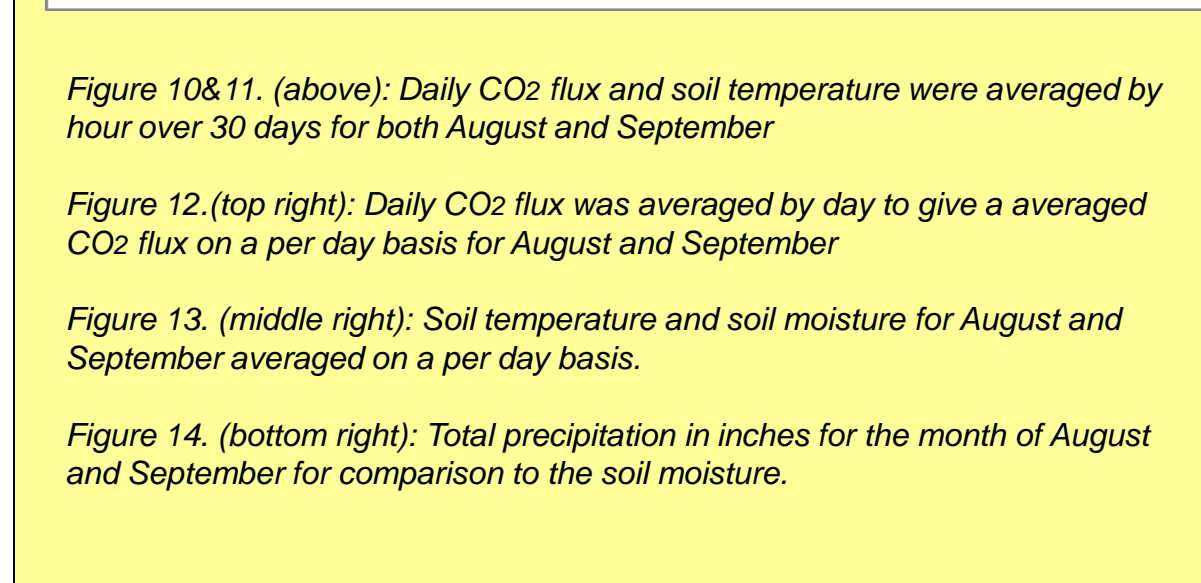 Figure 10&11. (above): Daily CO2 flux and soil temperature were averaged by
hour over 30 days for both August and September
Figure 12.(top right): Daily CO2 flux was averaged by day to give a averaged
CO2 flux on a per day basis for August and September
Figure 13. (middle right): Soil temperature and soil moisture for August and
September averaged on a per day basis.
Figure 14. (bottom right): Total precipitation in inches for the month of August
and September for comparison to the soil moisture.